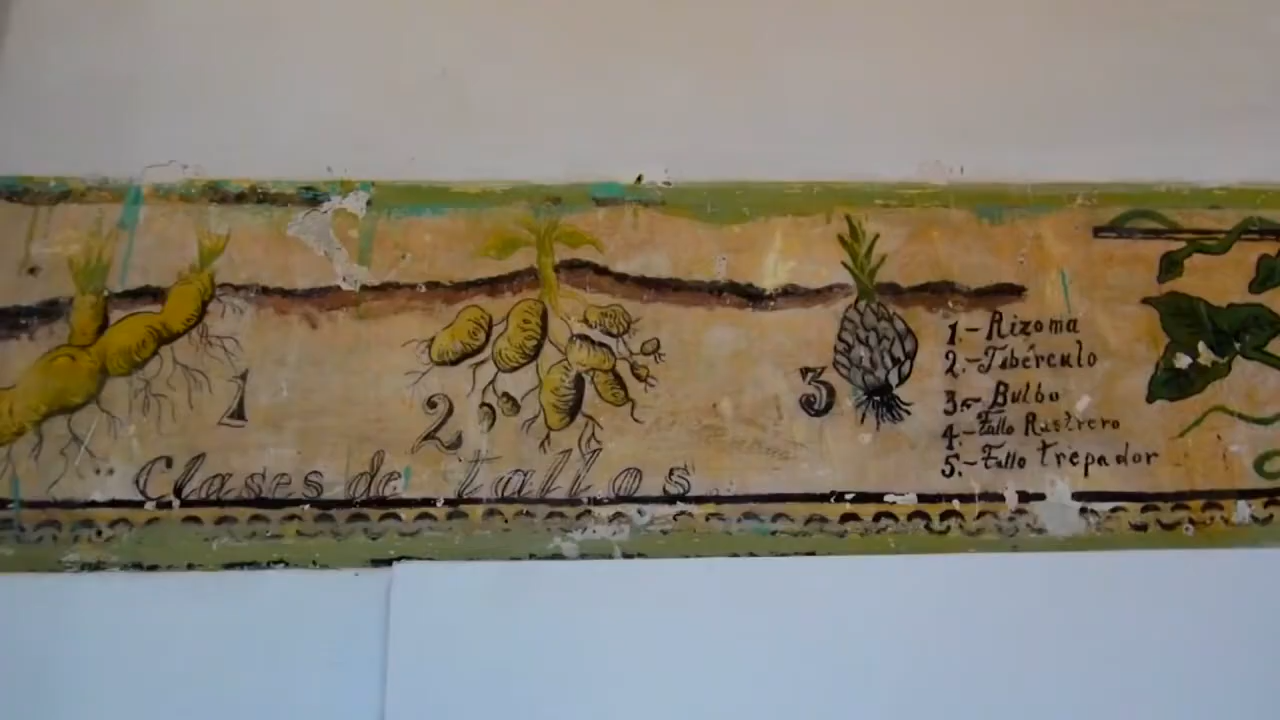 1
2
3
1.- Rizoma
2.- Tubérculo
3.- Bulbo
4.- Tallo Rastrero
5.- Tallo trepador
Clases de tallos